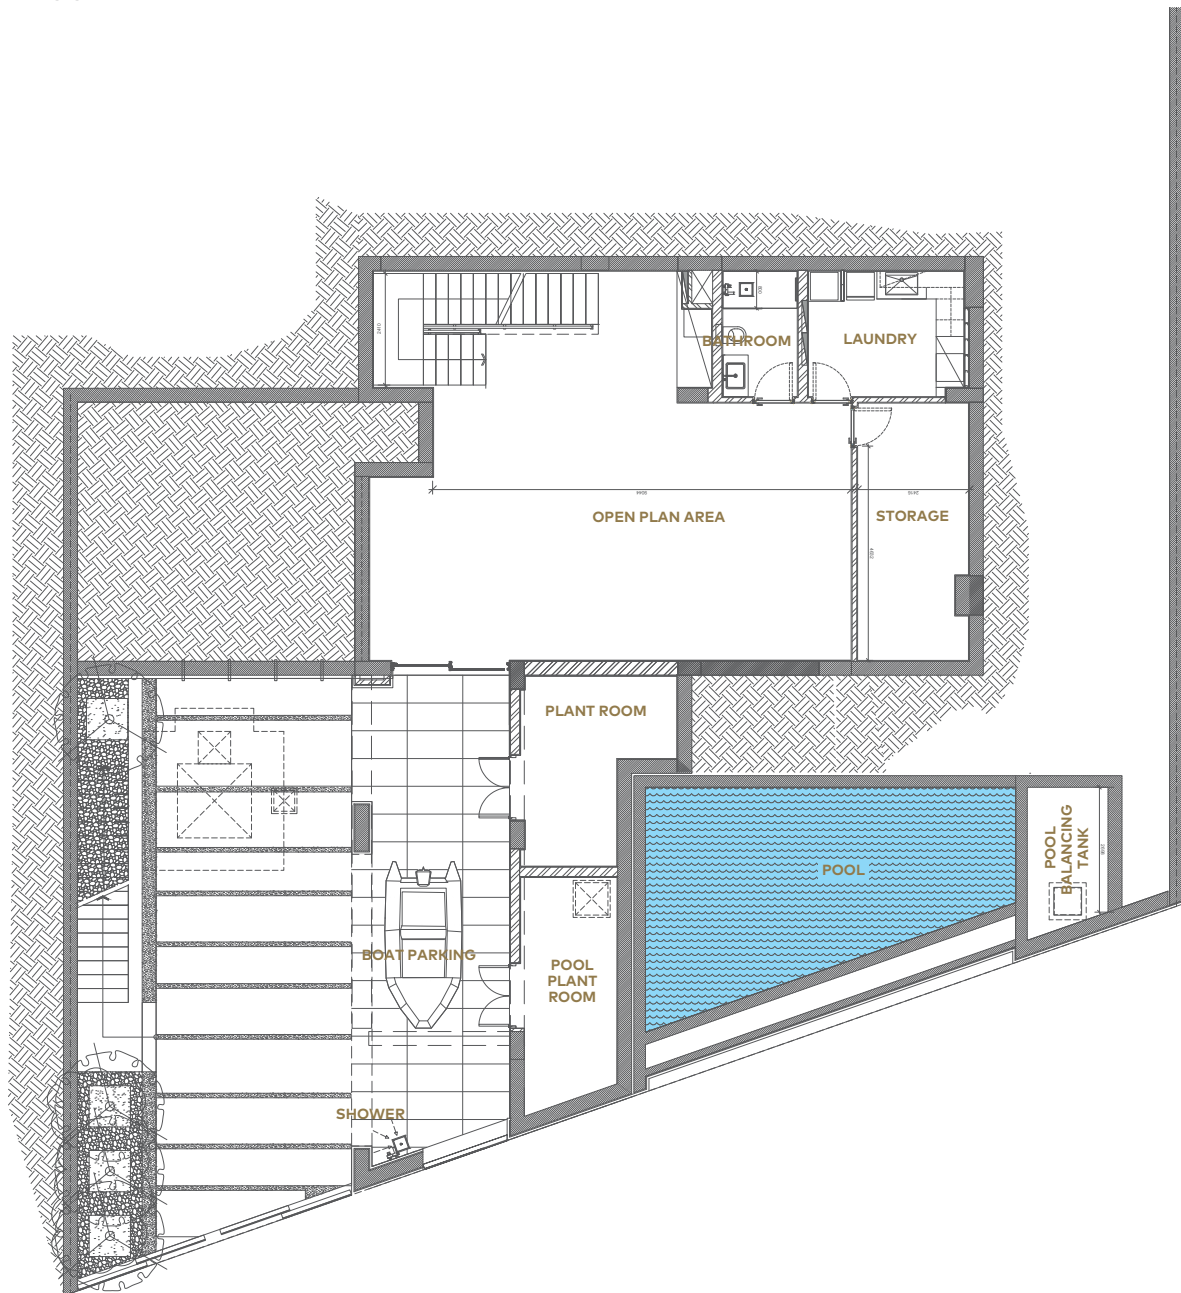 BATHROOM
LAUNDRY
OPEN PLAN AREA
STORAGE
PLANT ROOM
POOL
BALANCING
TANK
POOL
BOAT PARKING
POOL
PLANT
ROOM
SHOWER